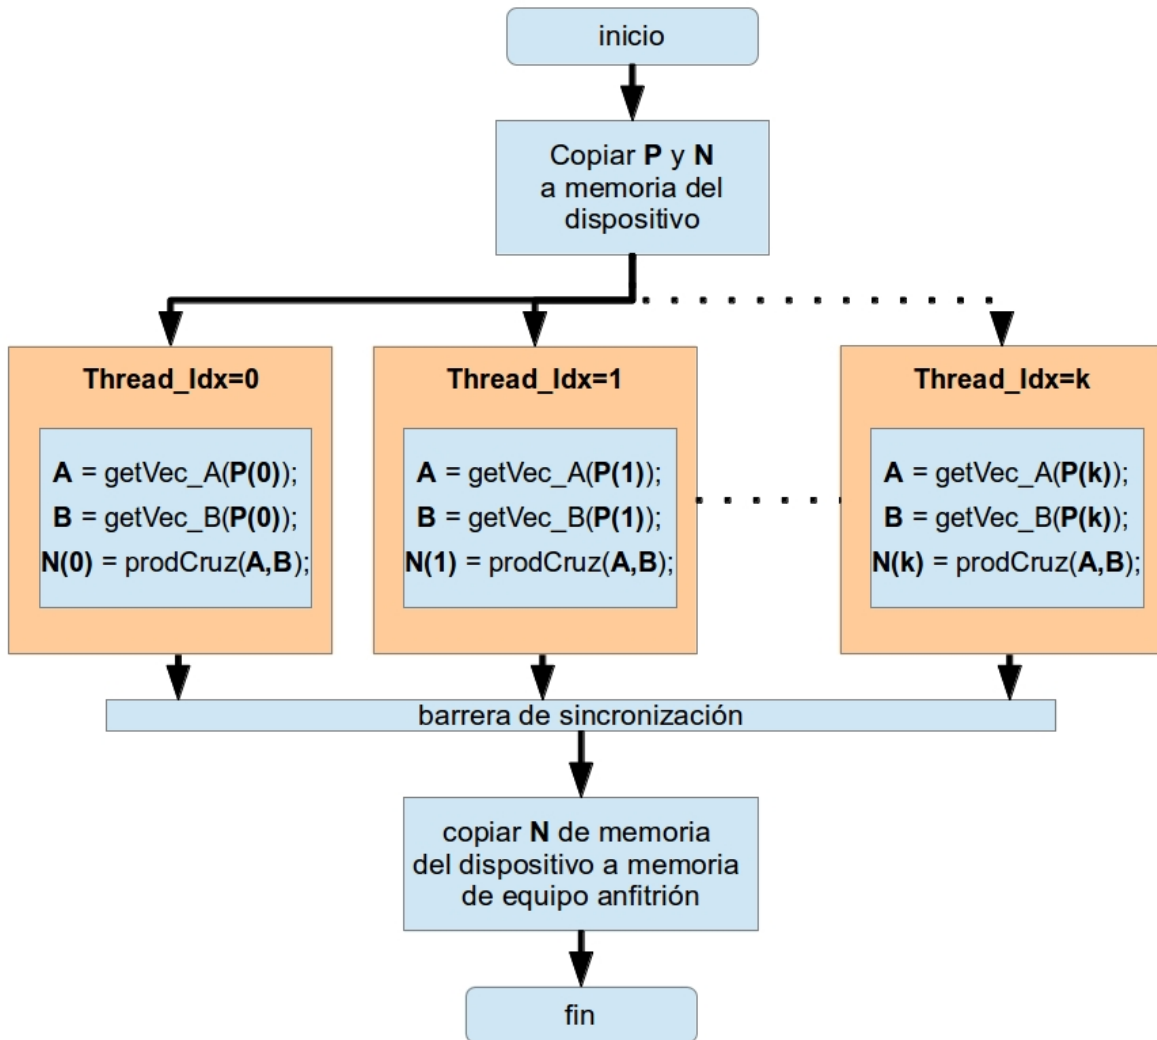 inicio
Copiar P y N
a memoria del
dispositivo
Thread_Idx=0
A = getVec_A(P(0));
B = getVec_B(P(0));
N(0) = prodCruz(A,B);
Thread_Idx=1
A = getVec_A(P(1));
B = getVec_B(P(1));
N(1) = prodCruz(A,B);
Thread_Idx=k
A = getVec_A(P(k));
B = getVec_B(P(k));
N(k) = prodCruz(A,B);
barrera de sincronización
copiar N de memoria
del dispositivo a memoria
de equipo anfitrión
fin